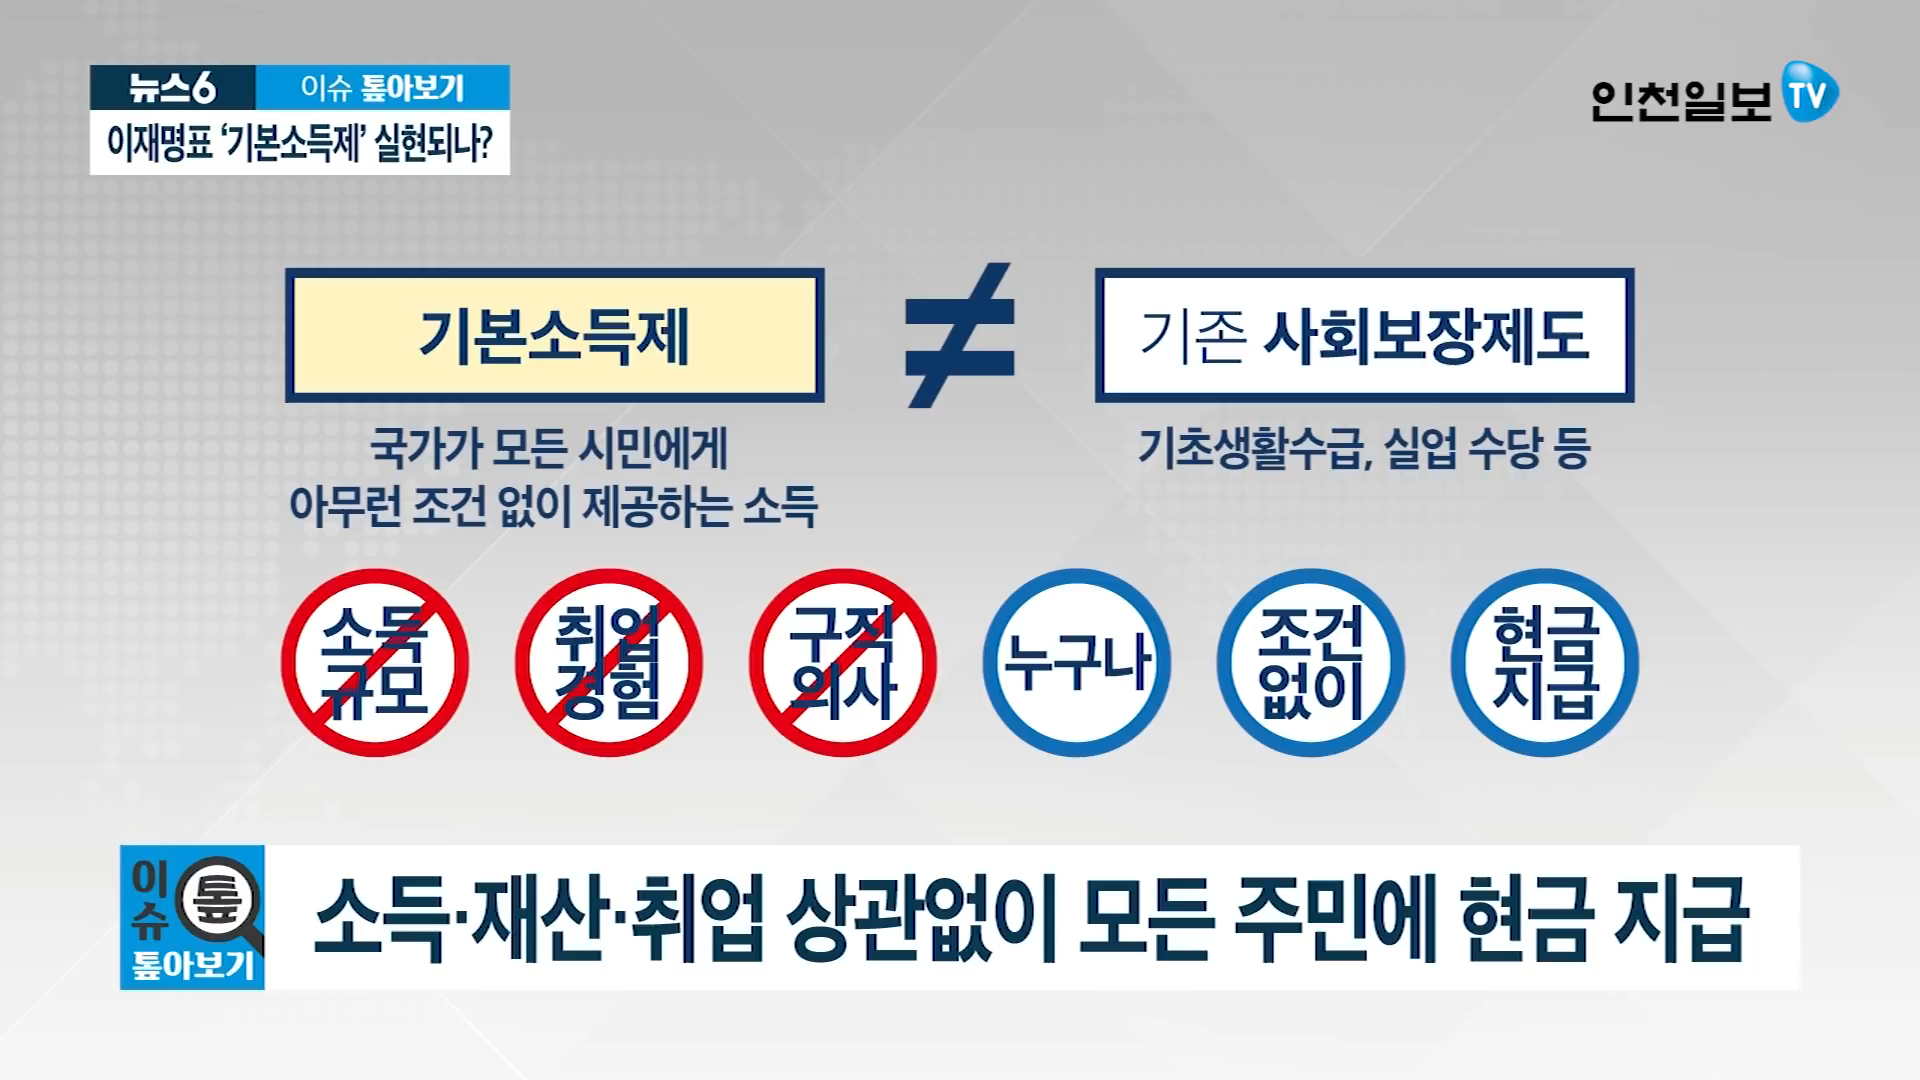 뉴스6
이슈 톺아보기
이재명표 ‘기본소득제’ 실현되나?
인천일보 TV
기본소득제
≠
기존 사회보장제도
국가가 모든 시민에게
아무런 조건 없이 제공하는 소득
기초생활수급, 실업 수당 등
소득
규모
취업
경험
구직
의사
누구나
조건
없이
현금
지급
이슈
톺
톺아보기
소득·재산·취업 상관없이 모든 주민에 현금 지급